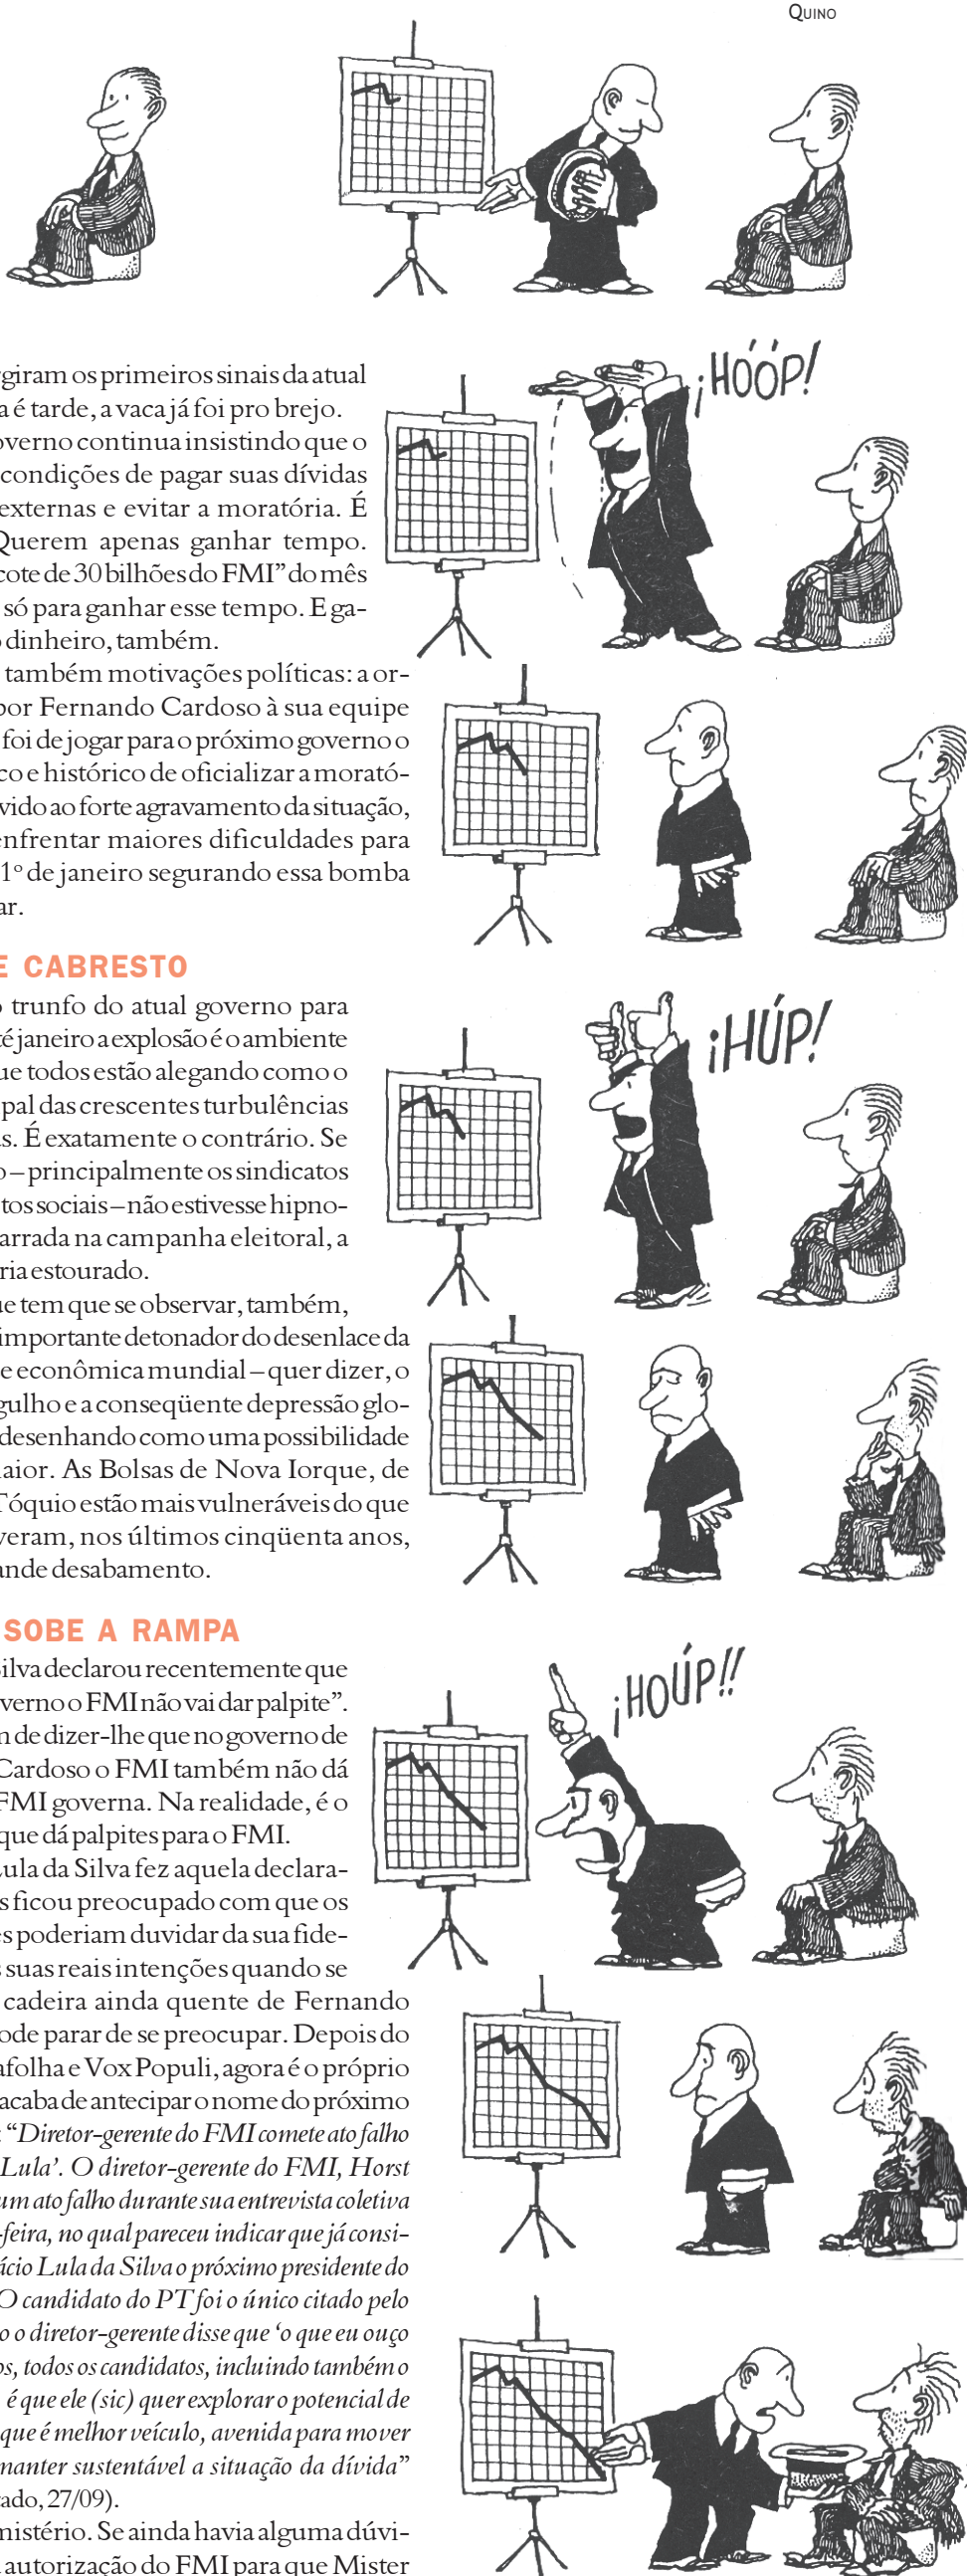 QUINO
giram os primeiros sinais da atual
a é tarde, a vaca já foi pro brejo.
overno continua insistindo que o
condições de pagar suas dívidas
externas e evitar a moratória. É
Querem apenas ganhar tempo.
cote de 30 bilhões do FMI” do mês
só para ganhar esse tempo. E ga-
o dinheiro, também.
também motivações políticas: a or-
por Fernando Cardoso à sua equipe
foi de jogar para o próximo governo o
co e histórico de oficializar a morató-
vido ao forte agravamento da situação,
enfrentar maiores dificuldades para
1º de janeiro segurando essa bomba
ar.
¡HÓÓP!
E CABRESTO
o trunfo do atual governo para
té janeiro a explosão é o ambiente
ue todos estão alegando como o
pal das crescentes turbulências
as. É exatamente o contrário. Se
o – principalmente os sindicatos
tos sociais – não estivesse hipno-
arrada na campanha eleitoral, a
ria estourado.
ue tem que se observar, também,
importante detonador do desenlace da
e econômica mundial – quer dizer, o
gulho e a conseqüente depressão glo-
desenhando como uma possibilidade
aior. As Bolsas de Nova Iorque, de
Tóquio estão mais vulneráveis do que
veram, nos últimos cinqüenta anos,
ande desabamento.
¡HÚP!
SOBE A RAMPA
Silva declarou recentemente que
verno o FMI não vai dar palpite”.
m de dizer-lhe que no governo de
Cardoso o FMI também não dá
FMI governa. Na realidade, é o
que dá palpites para o FMI.
Lula da Silva fez aquela declara-
s ficou preocupado com que os
es poderiam duvidar da sua fide-
s suas reais intenções quando se
cadeira ainda quente de Fernando
ode parar de se preocupar. Depois do
afolha e Vox Populi, agora é o próprio
acaba de antecipar o nome do próximo
: “Diretor-gerente do FMI comete ato falho
Lula’. O diretor-gerente do FMI, Horst
um ato falho durante sua entrevista coletiva
-feira, no qual pareceu indicar que já consi-
ácio Lula da Silva o próximo presidente do
O candidato do PT foi o único citado pelo
o o diretor-gerente disse que ‘o que eu ouço
os, todos os candidatos, incluindo também o
é que ele (sic) quer explorar o potencial de
que é melhor veículo, avenida para mover
manter sustentável a situação da dívida”
tado, 27/09).
mistério. Se ainda havia alguma dúvi-
a autorização do FMI para que Mister
¡HOÚP!!